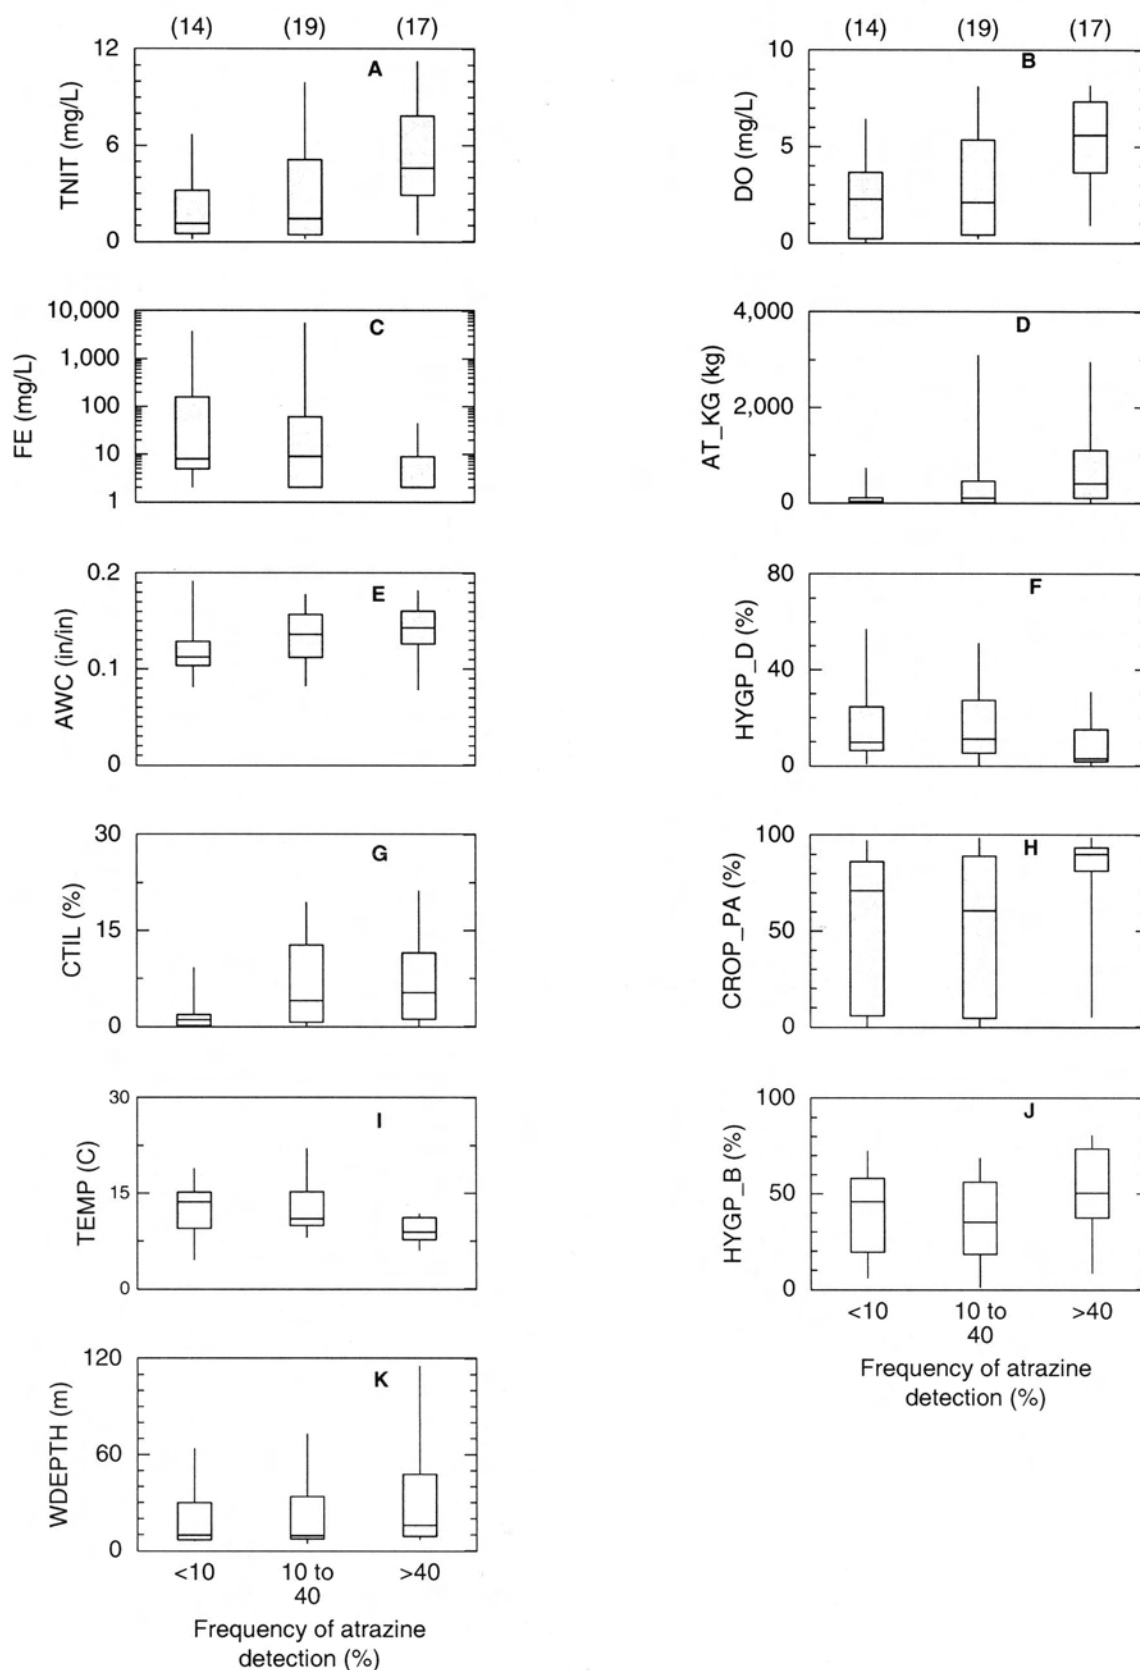 (14) (19) (17)
A
TNIT (mg/L)
12
6
0
(14) (19) (17)
B
DO (mg/L)
10
5
0
C
FE (mg/L)
10,000
1,000
100
10
1
D
AT_KG (kg)
4,000
2,000
0
E
AWC (in/in)
0.2
0.1
0
F
HYGP_D (%)
80
40
0
G
CTIL (%)
30
15
0
H
CROP_PA (%)
100
50
0
I
TEMP (C)
30
15
0
J
HYGP_B (%)
100
50
0
<10 10 to >40
40
Frequency of atrazine
detection (%)
K
WDEPTH (m)
120
60
0
<10 10 to >40
40
Frequency of atrazine
detection (%)